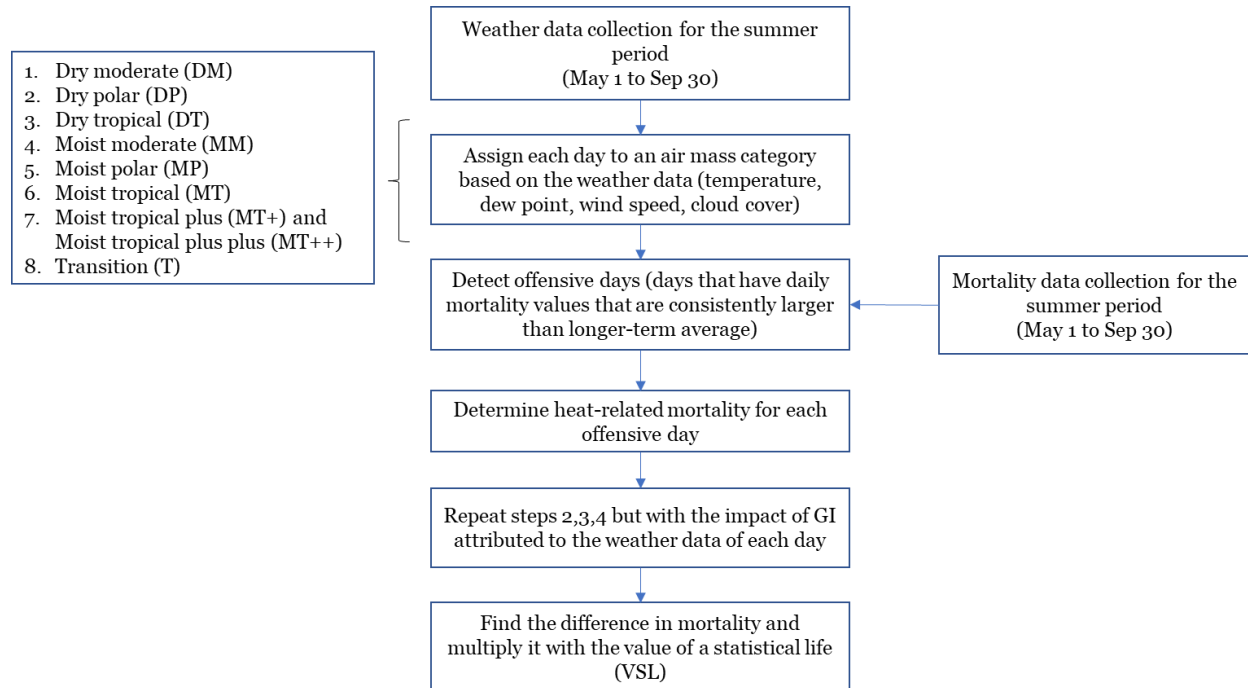 Weather data collection for the summer
period
(May 1 to Sep 30)
1. Dry moderate (DM)
2. Dry polar (DP)
3. Dry tropical (DT)
4. Moist moderate (MM)
5. Moist polar (MP)
6. Moist tropical (MT)
7. Moist tropical plus (MT+) and
Moist tropical plus plus (MT++)
8. Transition (T)
Assign each day to an air mass category
based on the weather data (temperature,
dew point, wind speed, cloud cover)
Detect offensive days (days that have daily
mortality values that are consistently larger
than longer-term average)
Mortality data collection for the
summer period
(May 1 to Sep 30)
Determine heat-related mortality for each
offensive day
Repeat steps 2,3,4 but with the impact of GI
attributed to the weather data of each day
Find the difference in mortality and
multiply it with the value of a statistical life
(VSL)